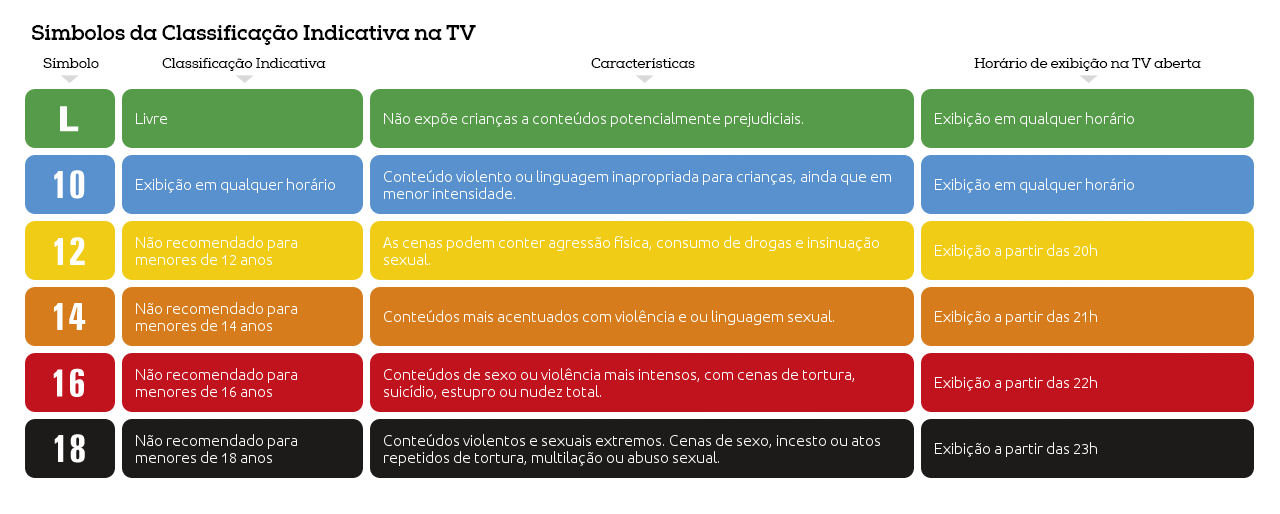 Símbolos da Classificação Indicativa na TV
Símbolo
Classificação Indicativa
Características
Horário de exibição na TV aberta
L
Livre
Não expõe crianças a conteúdos potencialmente prejudiciais.
Exibição em qualquer horário
10
Exibição em qualquer horário
Conteúdo violento ou linguagem inapropriada para crianças, ainda que em
menor intensidade.
Exibição em qualquer horário
12
Não recomendado para
menores de 12 anos
As cenas podem conter agressão física, consumo de drogas e insinuação
sexual.
Exibição a partir das 20h
14
Não recomendado para
menores de 14 anos
Conteúdos mais acentuados com violência e ou linguagem sexual.
Exibição a partir das 21h
16
Não recomendado para
menores de 16 anos
Conteúdos de sexo ou violência mais intensos, com cenas de tortura,
suicídio, estupro ou nudez total.
Exibição a partir das 22h
18
Não recomendado para
menores de 18 anos
Conteúdos violentos e sexuais extremos. Cenas de sexo, incesto ou atos
repetidos de tortura, multilação ou abuso sexual.
Exibição a partir das 23h